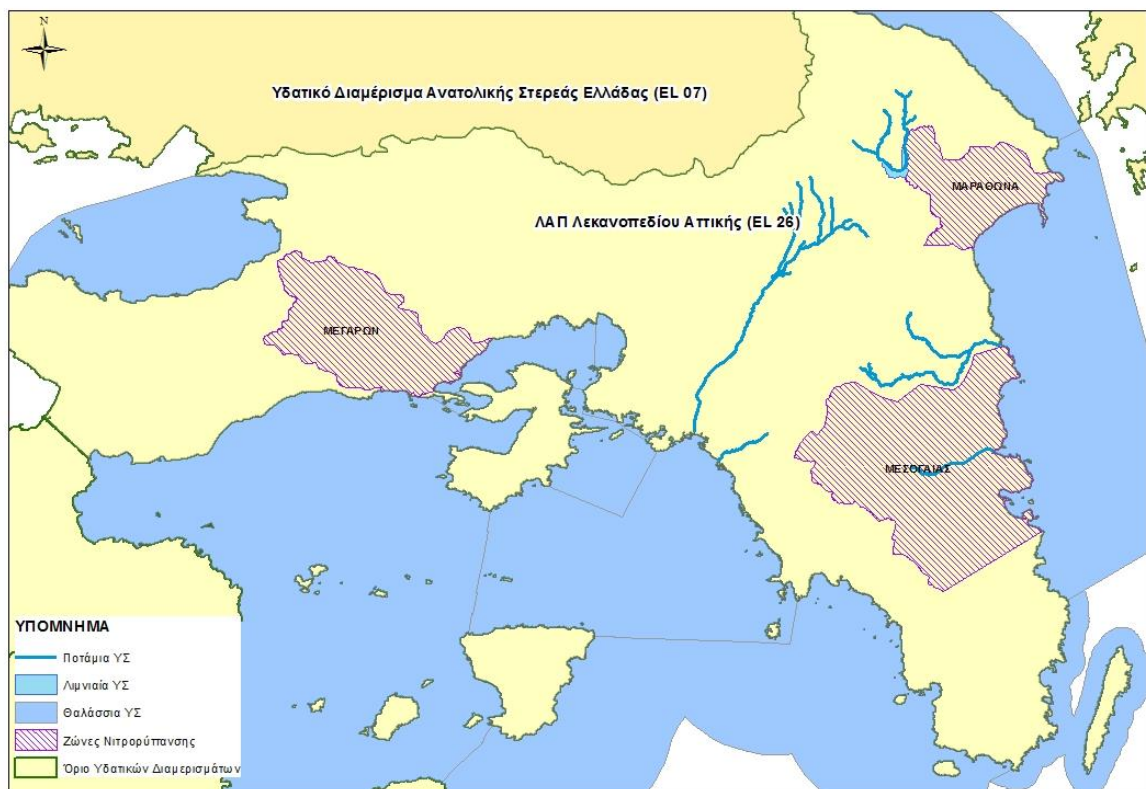 N
Υδατικό Διαμέρισμα Ανατολικής Στερεάς Ελλάδας (EL 07)
ΜΑΡΑΘΩΝΑ
ΛΑΠ Λεκανοπεδίου Αττικής (EL 26)
ΜΕΓΑΡΩΝ
ΜΕΣΟΓΑΙΑΣ
ΥΠΟΜΝΗΜΑ
Ποτάμια ΥΣ
Λιμνιαία ΥΣ
Θαλάσσια ΥΣ
Ζώνες Νιτρορύπανσης
Όριο Υδατικών Διαμερισμάτων